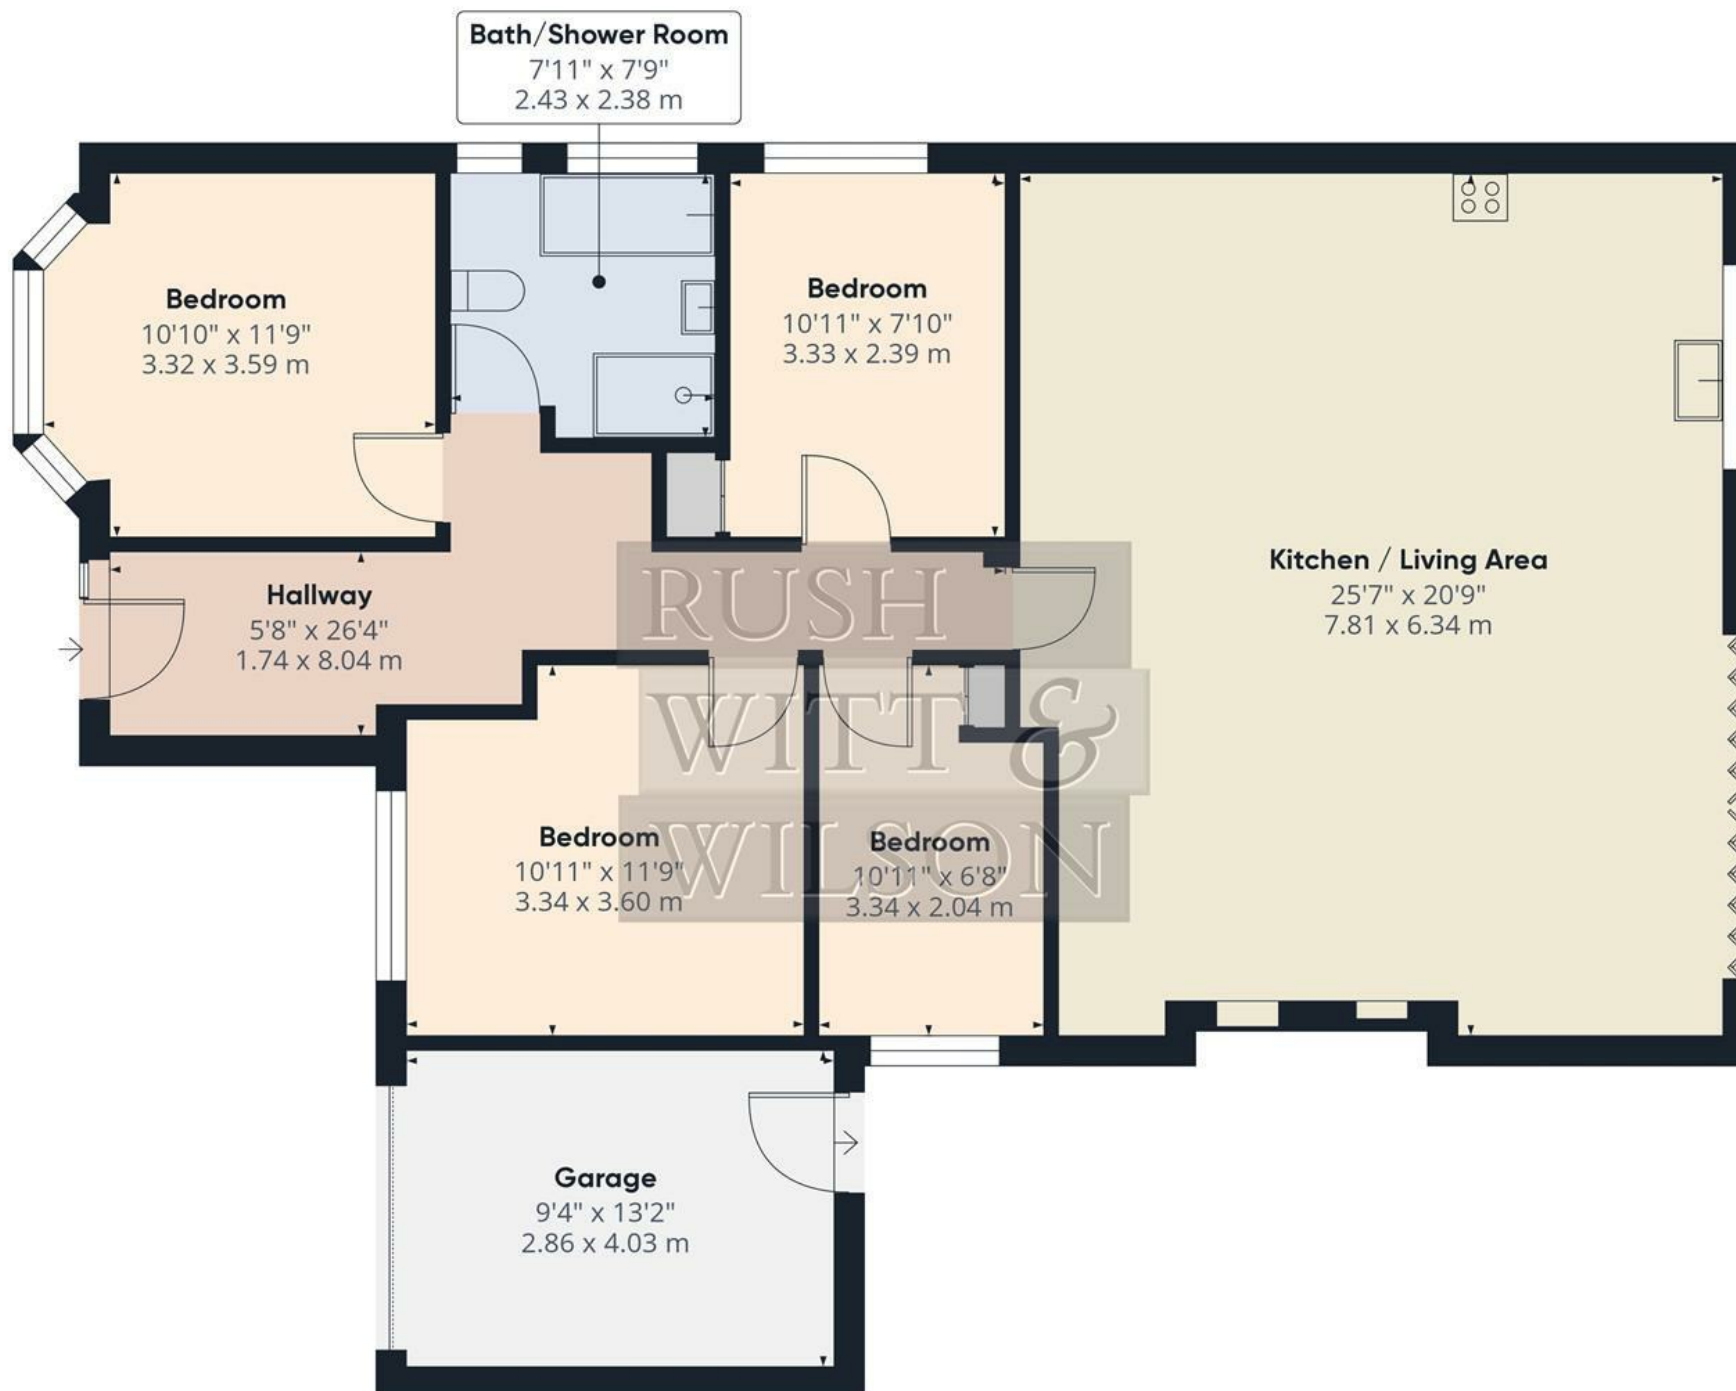 Bath/Shower Room
7'11" x 7'9"
2.43 x 2.38 m
Bedroom
10'10" x 11'9"
3.32 x 3.59 m
Bedroom
10'11" x 7'10"
3.33 x 2.39 m
Kitchen / Living Area
25'7" x 20'9"
7.81 x 6.34 m
Hallway
5'8" x 26'4"
1.74 x 8.04 m
RUSH
WITT &
WILSON
Bedroom
10'11" x 11'9"
3.34 x 3.60 m
Bedroom
10'11" x 6'8"
3.34 x 2.04 m
Garage
9'4" x 13'2"
2.86 x 4.03 m